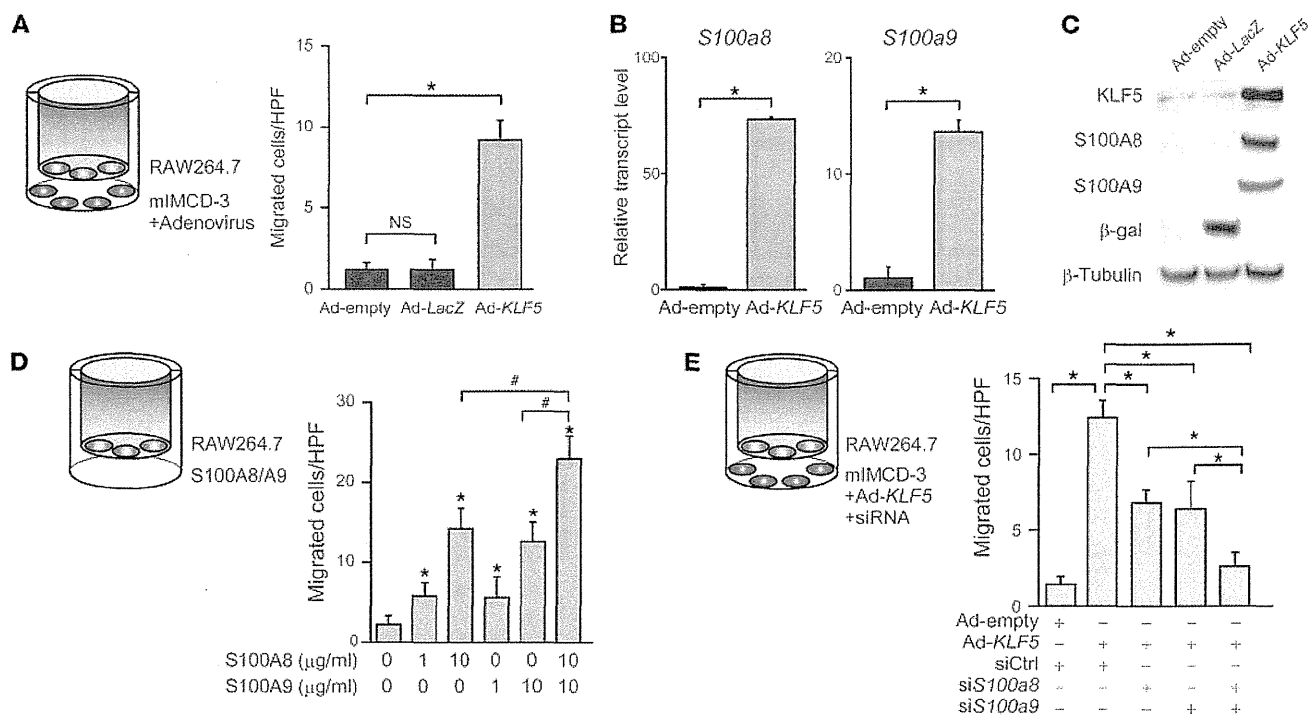 A
RAW264.7
mIMCD-3
+Adenovirus
Migrated cells/HPF
15
10
5
0
*
NS
Ad-empty Ad-LacZ Ad-KLF5
B
S100a8
Relative transcript level
100
50
0
*
Ad-empty Ad-KLF5
S100a9
20
10
0
*
Ad-empty Ad-KLF5
C
Ad-empty
Ad-LacZ
Ad-KLF5
KLF5
S100A8
S100A9
β-gal
β-Tubulin
D
RAW264.7
S100A8/A9
Migrated cells/HPF
30
20
10
0
#
#
* * * * *
S100A8 (μg/ml) 0 1 10 0 0 10
S100A9 (μg/ml) 0 0 0 1 10 10
E
RAW264.7
mIMCD-3
+Ad-KLF5
+siRNA
Migrated cells/HPF
15
10
5
0
*
*
* *
*
*
Ad-empty + − − − −
Ad-KLF5 − + + + +
siCtrl + + − − −
siS100a8 − − + − +
siS100a9 − − − + +